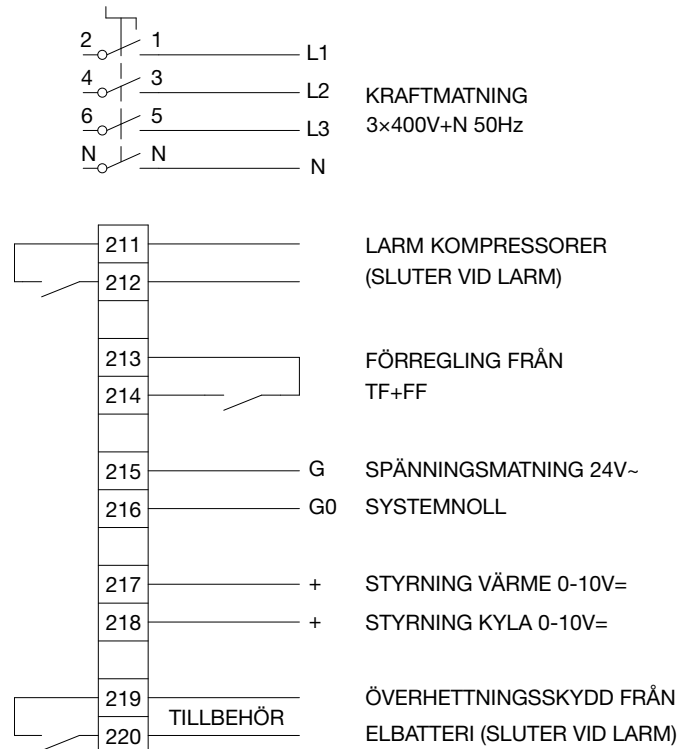 2 1 L1
4 3 L2
6 5 L3
N N N
KRAFTMATNING
3×400V+N 50Hz
211
212
LARM KOMPRESSORER
(SLUTER VID LARM)
213
214
FÖRREGLING FRÅN
TF+FF
215 G SPÄNNINGSMATNING 24V~
216 G0 SYSTEMNOLL
217 + STYRNING VÄRME 0-10V=
218 + STYRNING KYLA 0-10V=
219
220
TILLBEHÖR
ÖVERHETTNINGSSKYDD FRÅN
ELBATTERI (SLUTER VID LARM)